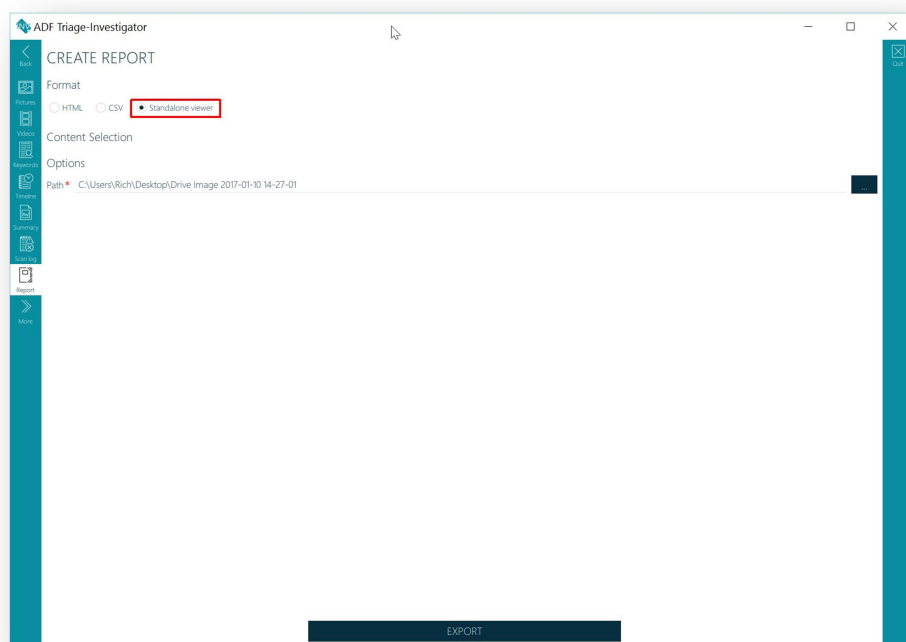 ADF Triage-Investigator
Back
CREATE REPORT
Quit
Format
Pictures
HTML CSV Standalone viewer
Videos
Content Selection
Keywords
Options
Path* C:\Users\Rich\Desktop\Drive Image 2017-01-10 14-27-01 ...
Timeline
Summary
Scan log
Report
More
EXPORT